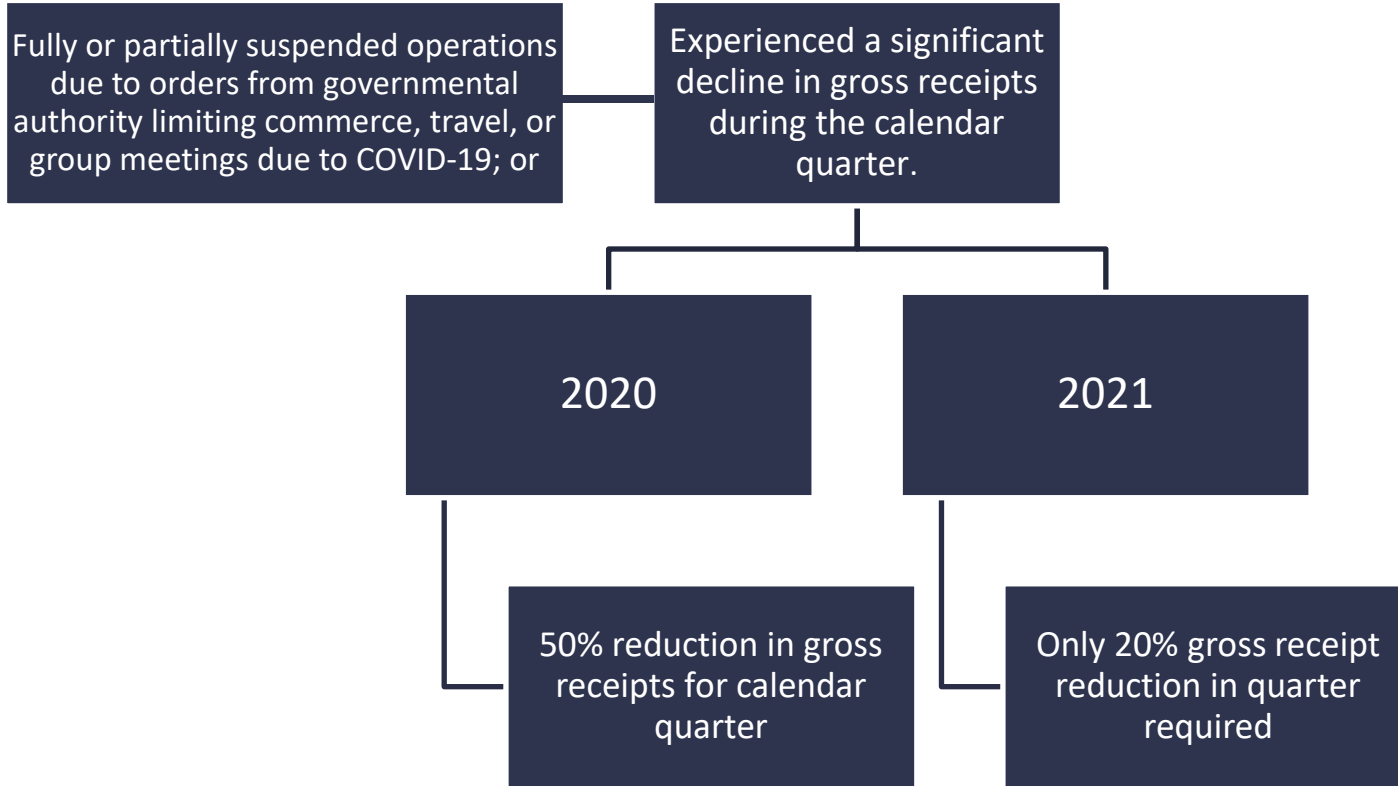 Fully or partially suspended operations
due to orders from governmental
authority limiting commerce, travel, or
group meetings due to COVID-19; or
Experienced a significant
decline in gross receipts
during the calendar
quarter.
2020
2021
50% reduction in gross
receipts for calendar
quarter
Only 20% gross receipt
reduction in quarter
required